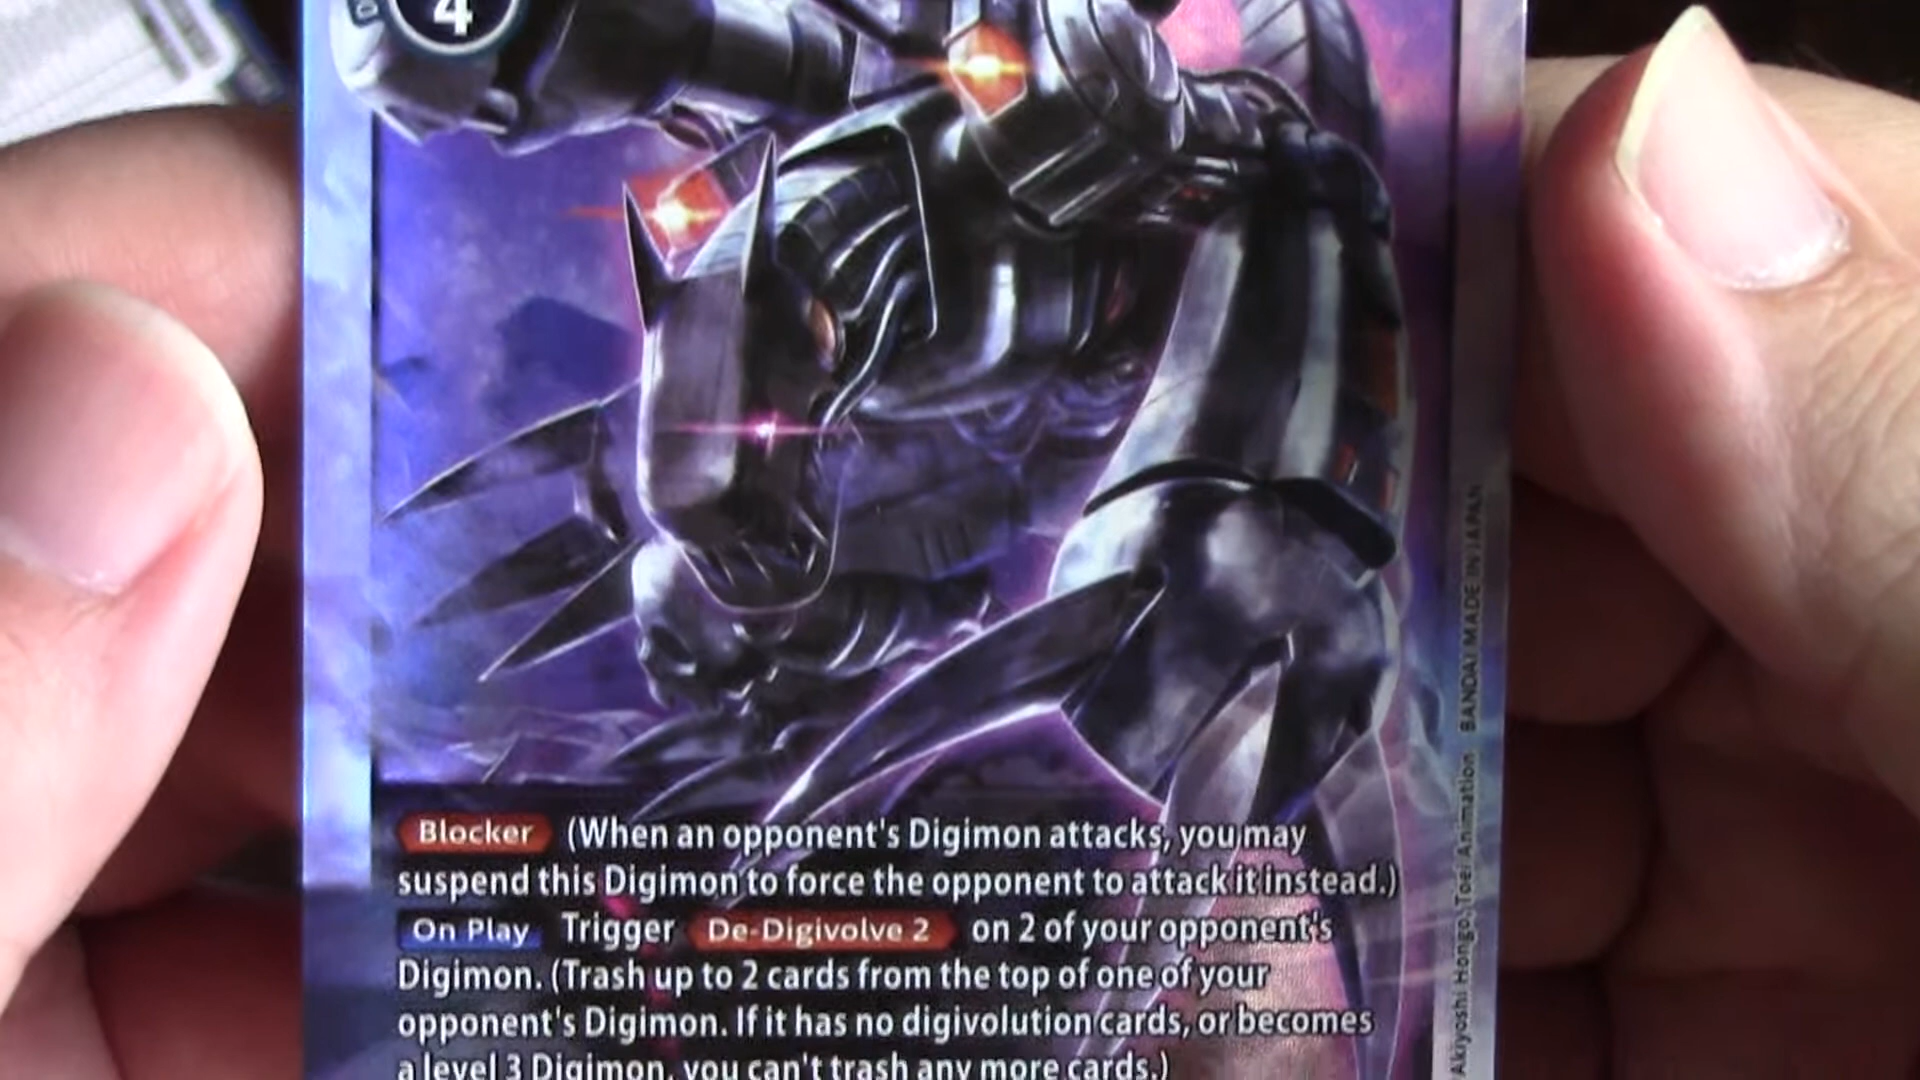 4
Blocker (When an opponent's Digimon attacks, you may
suspend this Digimon to force the opponent to attack it instead.)
On Play Trigger De-Digivolve 2 on 2 of your opponent's
Digimon. (Trash up to 2 cards from the top of one of your
opponent's Digimon. If it has no digivolution cards, or becomes
a level 3 Digimon, you can't trash any more cards.)
Akiyoshi Hongo, Toei Animation BANDAI MADE IN JAPAN